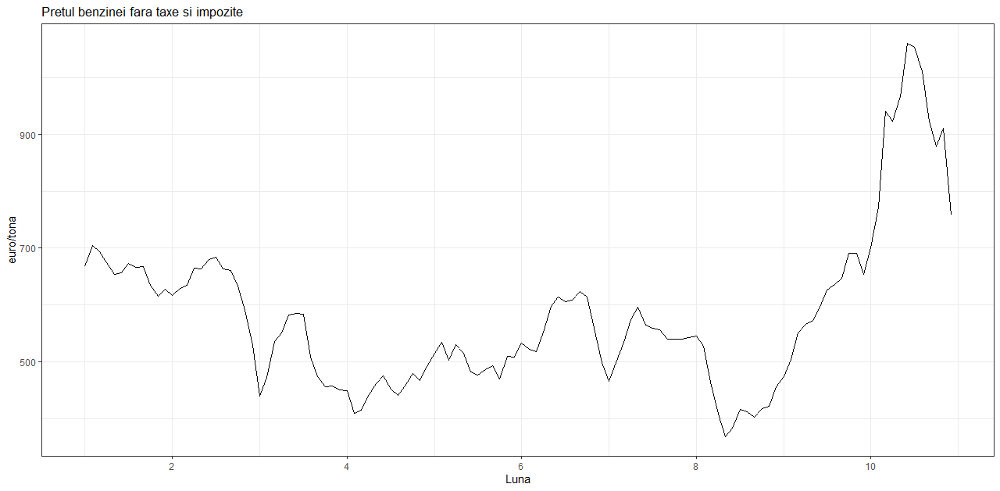 Pretul benzinei fara taxe si impozite
euro/tona
900
700
500
2 4 6 8 10
Luna